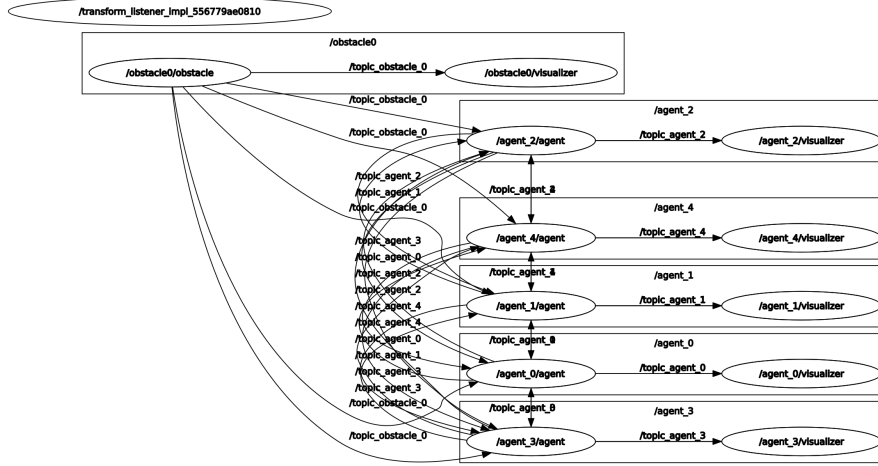 /transform_listener_impl_556779ae0810
/obstacle0
/obstacle0/obstacle
/topic_obstacle_0
/obstacle0/visualizer
/topic_obstacle_0
/agent_2
/topic_obstacle_0
/agent_2/agent
/topic_agent_2
/agent_2/visualizer
/topic_agent_2
/topic_agent_1
/topic_obstacle_0
/agent_4
/agent_4/agent
/topic_agent_4
/agent_4/visualizer
/topic_agent_3
/topic_agent_0
/topic_agent_2
/topic_agent_2
/topic_agent_4
/topic_agent_4
/topic_agent_0
/topic_agent_1
/topic_agent_3
/topic_agent_3
/topic_obstacle_0
/topic_obstacle_0
/agent_1
/agent_1/agent
/topic_agent_1
/agent_1/visualizer
/agent_0
/agent_0/agent
/topic_agent_0
/agent_0/visualizer
/agent_3
/agent_3/agent
/topic_agent_3
/agent_3/visualizer